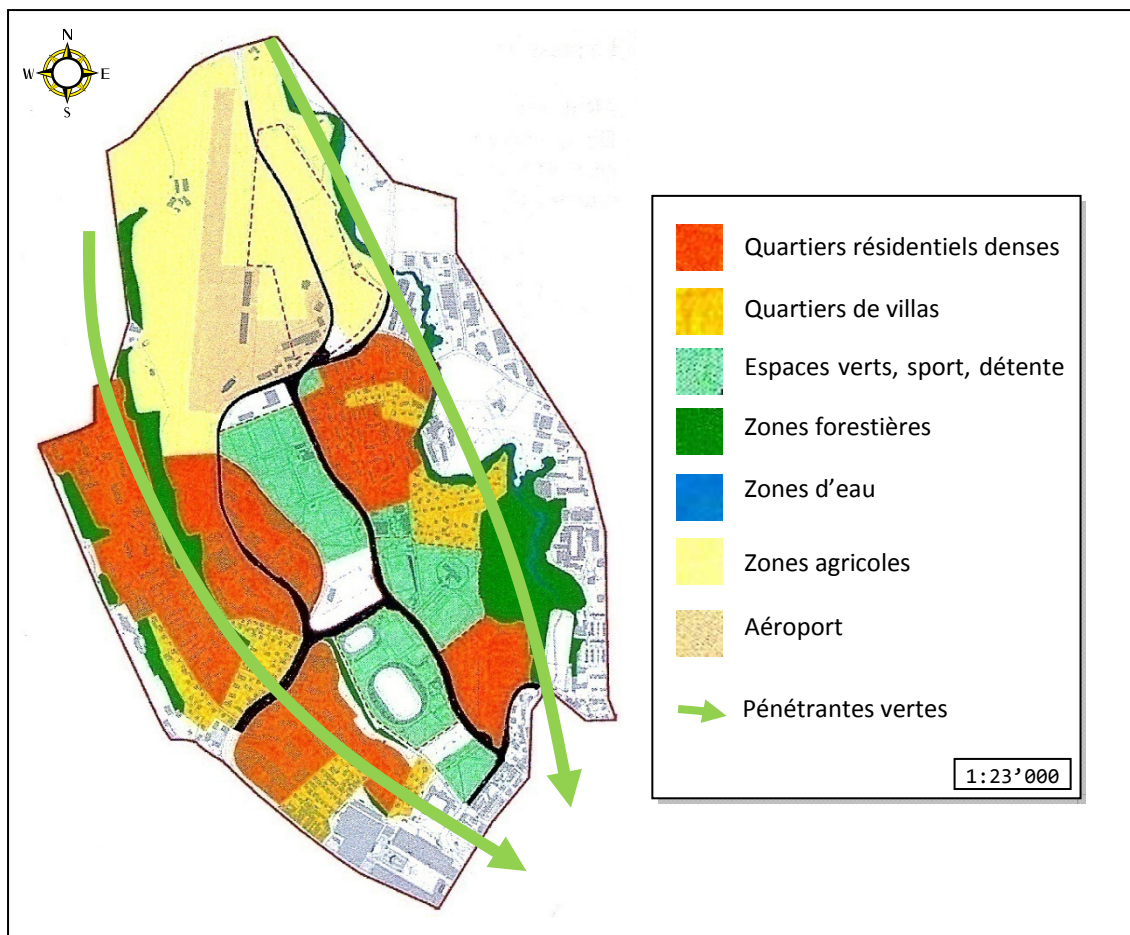 N
W E
S
Quartiers résidentiels denses
Quartiers de villas
Espaces verts, sport, détente
Zones forestières
Zones d’eau
Zones agricoles
Aéroport
Pénétrantes vertes
1:23’000